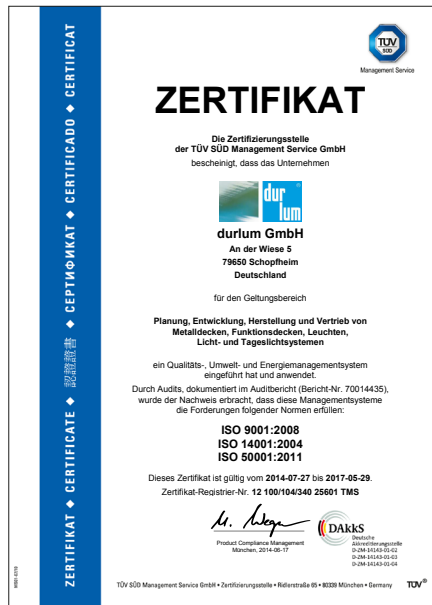 TÜV
SÜD
Management Service
ZERTIFIKAT
Die Zertifizierungsstelle
der TÜV SÜD Management Service GmbH
bescheinigt, dass das Unternehmen
dur
lum
durlum GmbH
An der Wiese 5
79650 Schopfheim
Deutschland
für den Geltungsbereich
Planung, Entwicklung, Herstellung und Vertrieb von
Metalldecken, Funktionsdecken, Leuchten,
Licht- und Tageslichtsystemen
ein Qualitäts-, Umwelt- und Energiemanagementsystem
eingeführt hat und anwendet.
Durch Audits, dokumentiert im Auditbericht (Bericht-Nr. 70014435),
wurde der Nachweis erbracht, dass diese Managementsysteme
die Forderungen folgender Normen erfüllen:
ISO 9001:2008
ISO 14001:2004
ISO 50001:2011
Dieses Zertifikat ist gültig vom 2014-07-27 bis 2017-05-29.
Zertifikat-Registrier-Nr. 12 100/104/340 25601 TMS
Product Compliance Management
München, 2014-06-17
DAkkS
Deutsche
Akkreditierungsstelle
D-ZM-14143-01-02
D-ZM-14143-01-03
D-ZM-14143-01-04
TÜV SÜD Management Service GmbH • Zertifizierungsstelle • Ridlerstraße 65 • 80339 München • Germany
TÜV®
ZERTIFIKAT ◆ CERTIFICATE ◆ 認證證書 ◆ СЕРТИФИКАТ ◆ CERTIFICADO ◆ CERTIFICAT